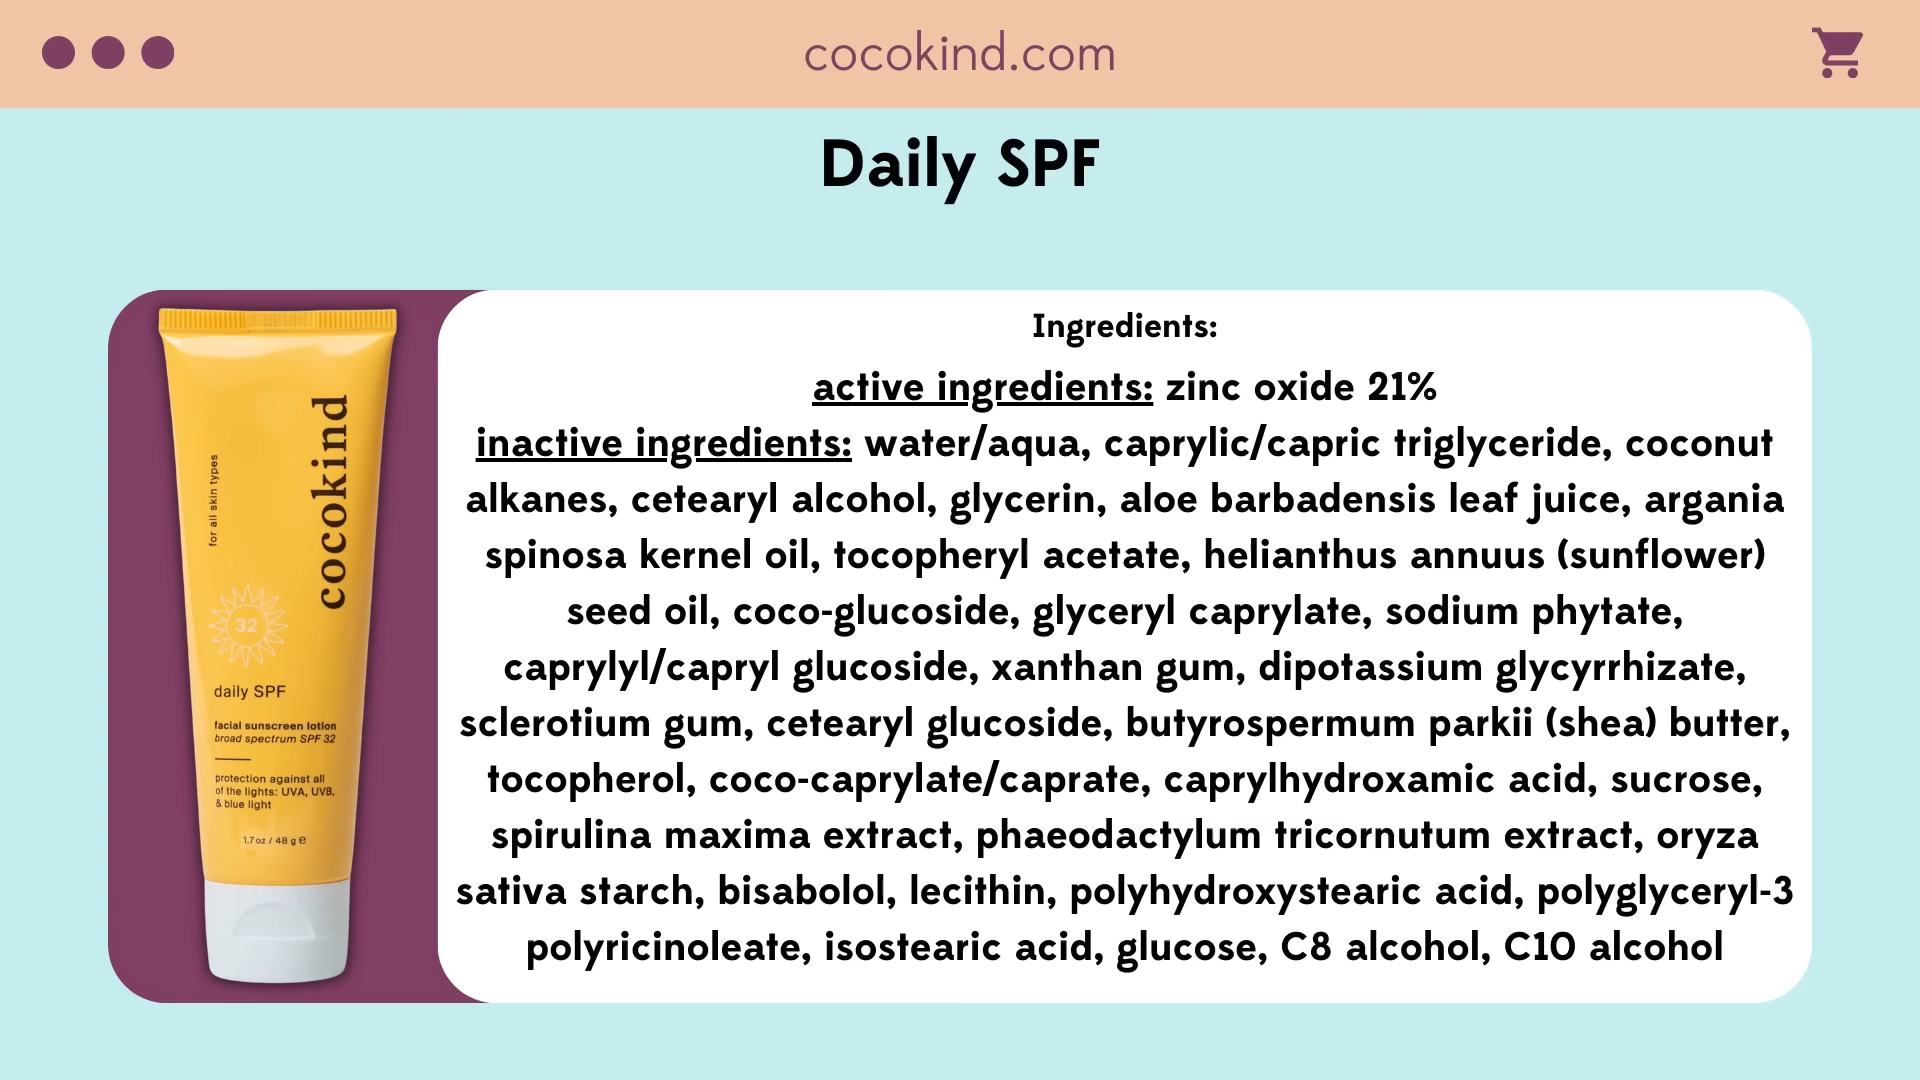 cocokind.com
Daily SPF
for all skin types
cocokind
32
daily SPF
facial sunscreen lotion
broad spectrum SPF 32
protection against all
of the lights: UVA, UVB,
& blue light
1.7 oz / 48 g ℮
Ingredients:
active ingredients: zinc oxide 21%
inactive ingredients: water/aqua, caprylic/capric triglyceride, coconut
alkanes, cetearyl alcohol, glycerin, aloe barbadensis leaf juice, argania
spinosa kernel oil, tocopheryl acetate, helianthus annuus (sunflower)
seed oil, coco-glucoside, glyceryl caprylate, sodium phytate,
caprylyl/capryl glucoside, xanthan gum, dipotassium glycyrrhizate,
sclerotium gum, cetearyl glucoside, butyrospermum parkii (shea) butter,
tocopherol, coco-caprylate/caprate, caprylhydroxamic acid, sucrose,
spirulina maxima extract, phaeodactylum tricornutum extract, oryza
sativa starch, bisabolol, lecithin, polyhydroxystearic acid, polyglyceryl-3
polyricinoleate, isostearic acid, glucose, C8 alcohol, C10 alcohol